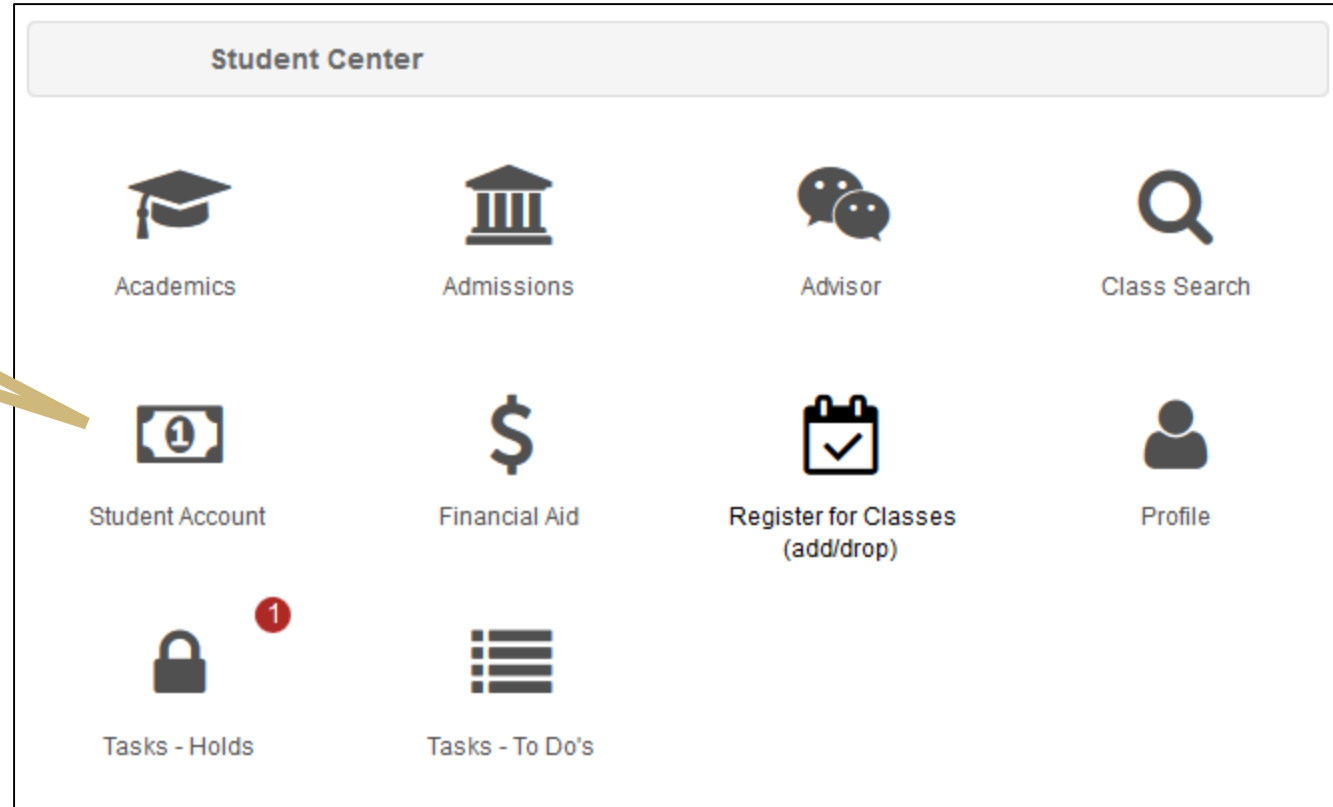 Student Center
Academics
Admissions
Advisor
Class Search
1
Student Account
Financial Aid
Register for Classes
(add/drop)
Profile
1
Tasks - Holds
Tasks - To Do's